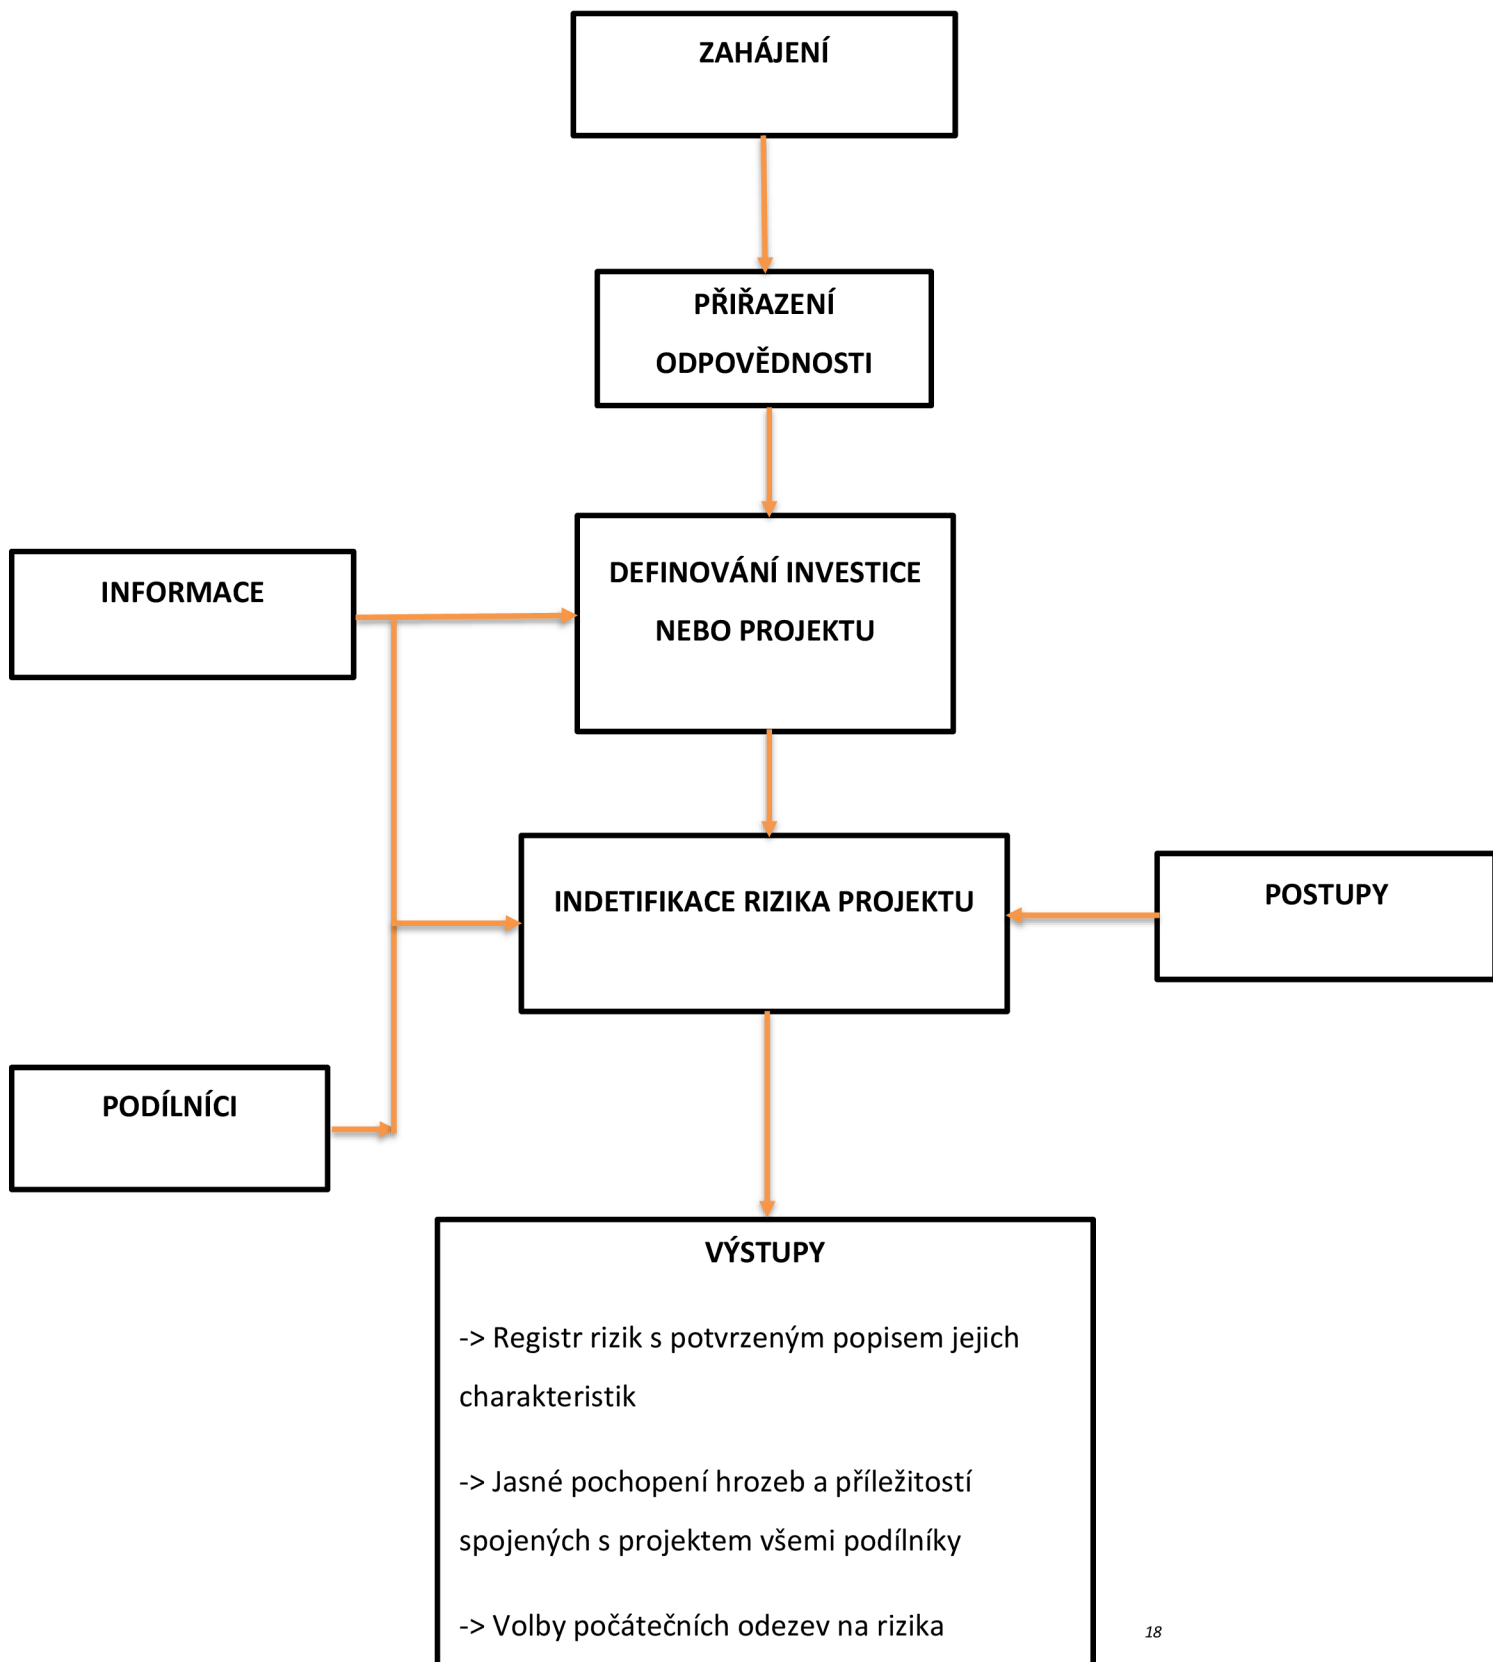 ZAHÁJENÍ
PŘIŘAZENÍ
ODPOVĚDNOSTI
DEFINOVÁNÍ INVESTICE
NEBO PROJEKTU
INFORMACE
INDETIFIKACE RIZIKA PROJEKTU
POSTUPY
PODÍLNÍCI
VÝSTUPY
-> Registr rizik s potvrzeným popisem jejich
charakteristik
-> Jasné pochopení hrozeb a příležitostí
spojených s projektem všemi podílníky
-> Volby počátečních odezev na rizika
18